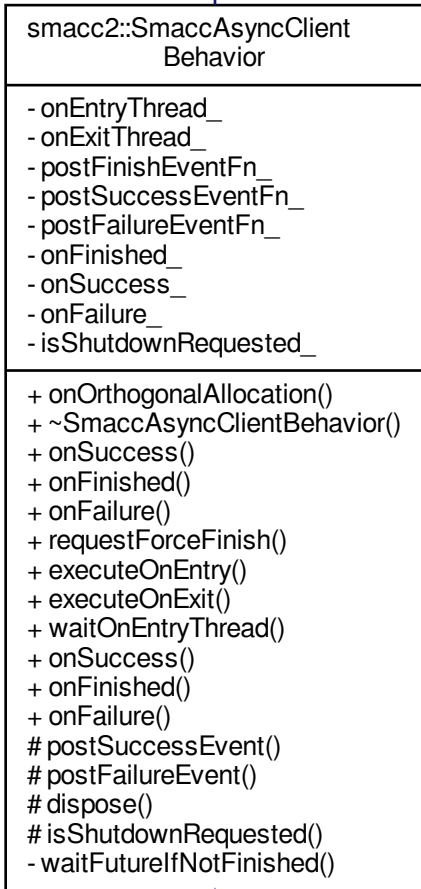 smacc2::SmaccAsyncClient
Behavior
- onEntryThread_
- onExitThread_
- postFinishEventFn_
- postSuccessEventFn_
- postFailureEventFn_
- onFinished_
- onSuccess_
- onFailure_
- isShutdownRequested_
+ onOrthogonalAllocation()
+ ~SmaccAsyncClientBehavior()
+ onSuccess()
+ onFinished()
+ onFailure()
+ requestForceFinish()
+ executeOnEntry()
+ executeOnExit()
+ waitOnEntryThread()
+ onSuccess()
+ onFinished()
+ onFailure()
# postSuccessEvent()
# postFailureEvent()
# dispose()
# isShutdownRequested()
- waitFutureIfNotFinished()